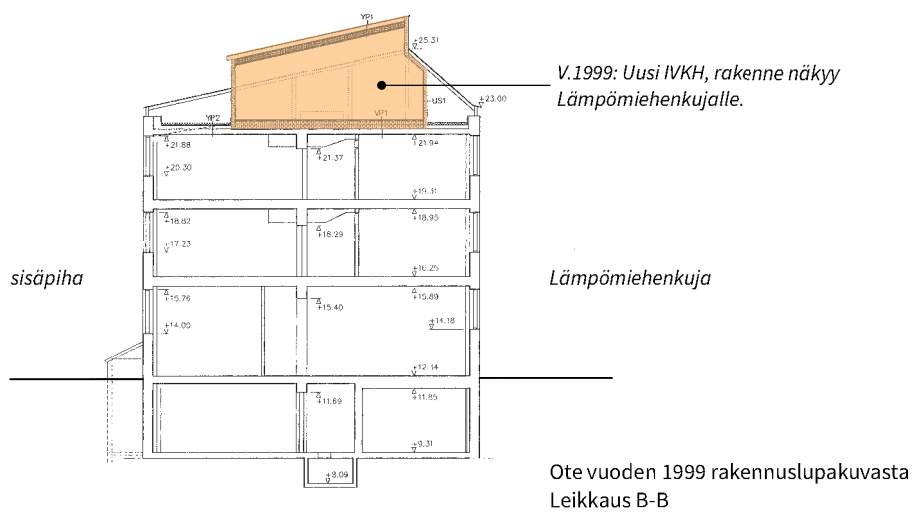 YP1
+25.31
V.1999: Uusi IVKH, rakenne näkyy
Lämpömiehenkujalle.
US1
+23.00
YP2
VP1
+21.88
+21.37
+21.94
+20.30
+19.31
+18.82
+18.29
+18.95
+17.23
+16.25
sisäpiha
Lämpömiehenkuja
+15.76
+15.40
+15.89
+14.00
+14.18
+12.34
+11.69
+11.85
+9.31
+8.09
Ote vuoden 1999 rakennuslupakuvasta
Leikkaus B-B